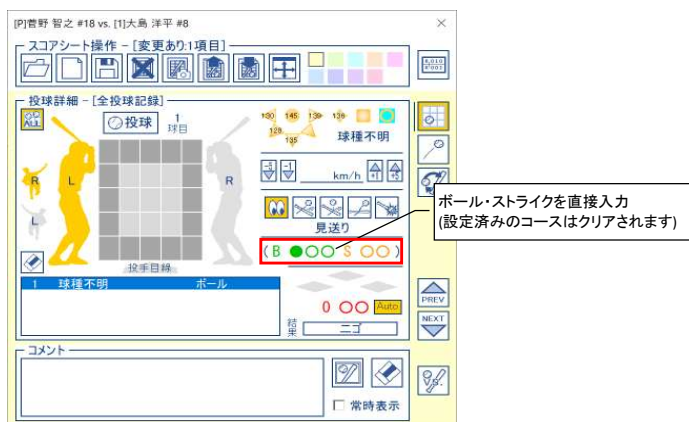 [P]菅野 智之 #18 vs. [1]大島 洋平 #8
スコアシート操作 - [変更あり:1項目]
投球詳細 - [全投球記録]
ALL
投球
1
球目
130 145 139 139
129
135
球種不明
R
L
L
R
km/h
見送り
(B ●○○ S ○○)
投手目線
1 球種不明 ボール
0 ○○ Auto
結果
ニゴ
PREV
NEXT
コメント
常時表示
V.S.
ボール・ストライクを直接入力
(設定済みのコースはクリアされます)